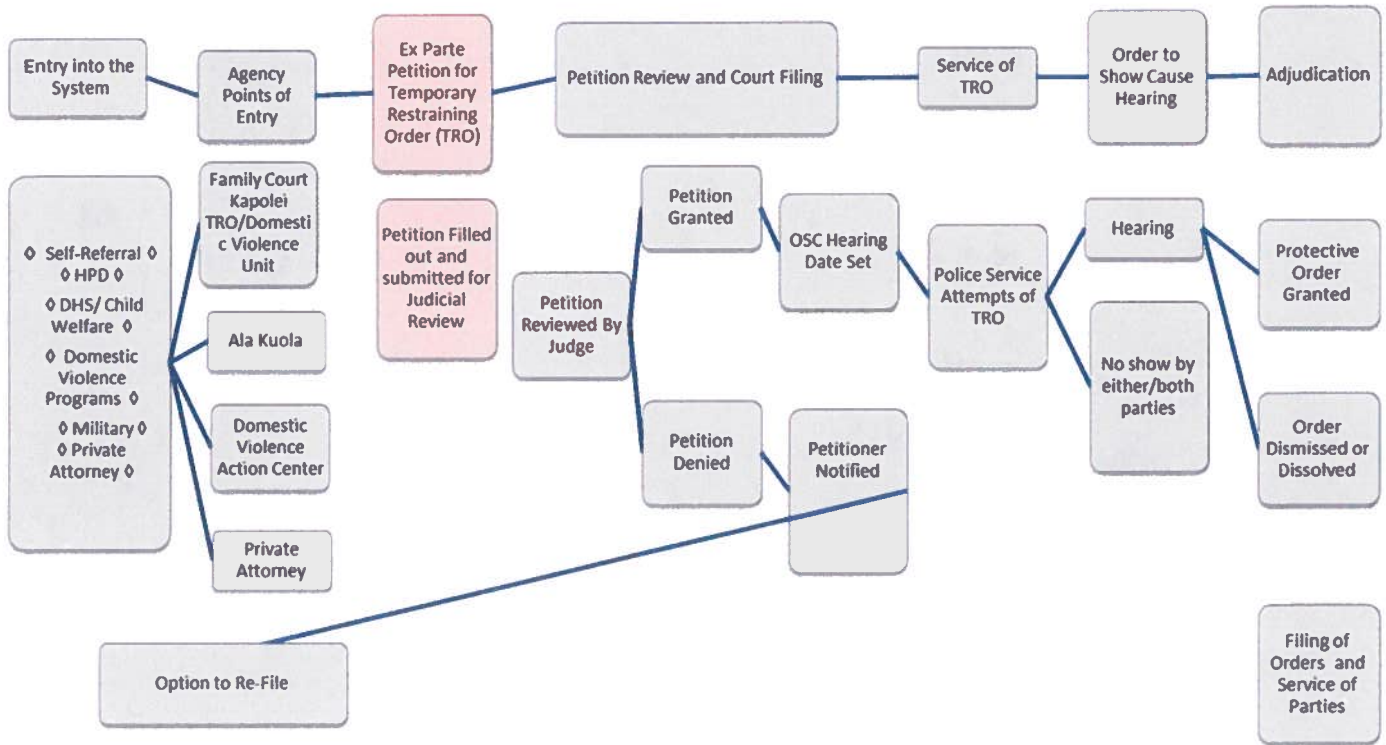 Entry into the
System
Agency
Points of
Entry
Ex Parte
Petition for
Temporary
Restraining
Order (TRO)
Petition Review and Court Filing
Service of
TRO
Order to
Show Cause
Hearing
Adjudication
◊ Self-Referral ◊
◊ HPD ◊
◊ DHS/ Child
Welfare ◊
◊ Domestic
Violence
Programs ◊
◊ Military ◊
◊ Private
Attorney ◊
Family Court
Kapolei
TRO/Domesti
c Violence
Unit
Ala Kuola
Domestic
Violence
Action Center
Private
Attorney
Petition Filled
out and
submitted for
Judicial
Review
Petition
Reviewed By
Judge
Petition
Granted
Petition
Denied
OSC Hearing
Date Set
Petitioner
Notified
Police Service
Attempts of
TRO
Hearing
No show by
either/both
parties
Protective
Order
Granted
Order
Dismissed or
Dissolved
Option to Re-File
Filing of
Orders and
Service of
Parties